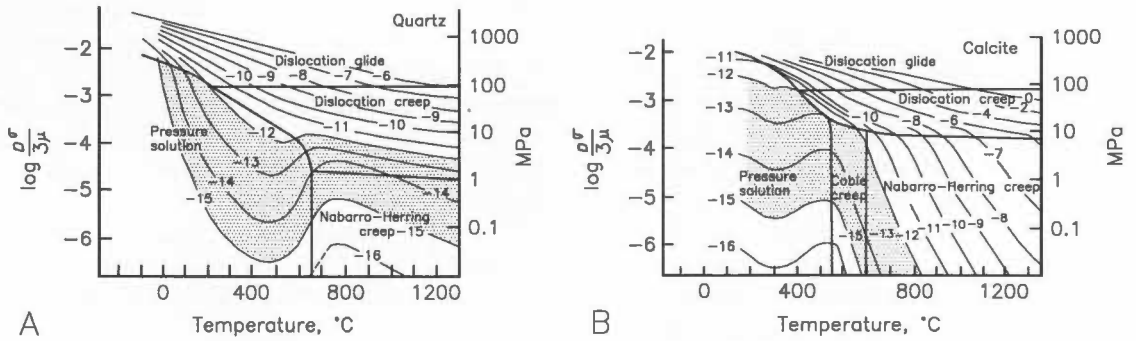 Quartz
Dislocation glide
-10 -9 -8 -7 -6
Dislocation creep
-9
-10
-11
-12
Pressure
solution
-13
-14
-15
-14
Nabarro-Herring
creep -15
-16
-2
-3
-4
-5
-6
log σ/3μ
1000
100
10
1
0.1
MPa
0 400 800 1200
Temperature, °C
A
Calcite
-11
-12
Dislocation glide
Dislocation creep 0
-2
-4
-6
-8
-10
-13
-14
-7
Pressure
solution
Coble
creep
Nabarro-Herring creep
-15
-8
-9
-10
-11
-12
-13
-15
-16
-2
-3
-4
-5
-6
log σ/3μ
1000
100
10
1
0.1
MPa
0 400 800 1200
Temperature, °C
B